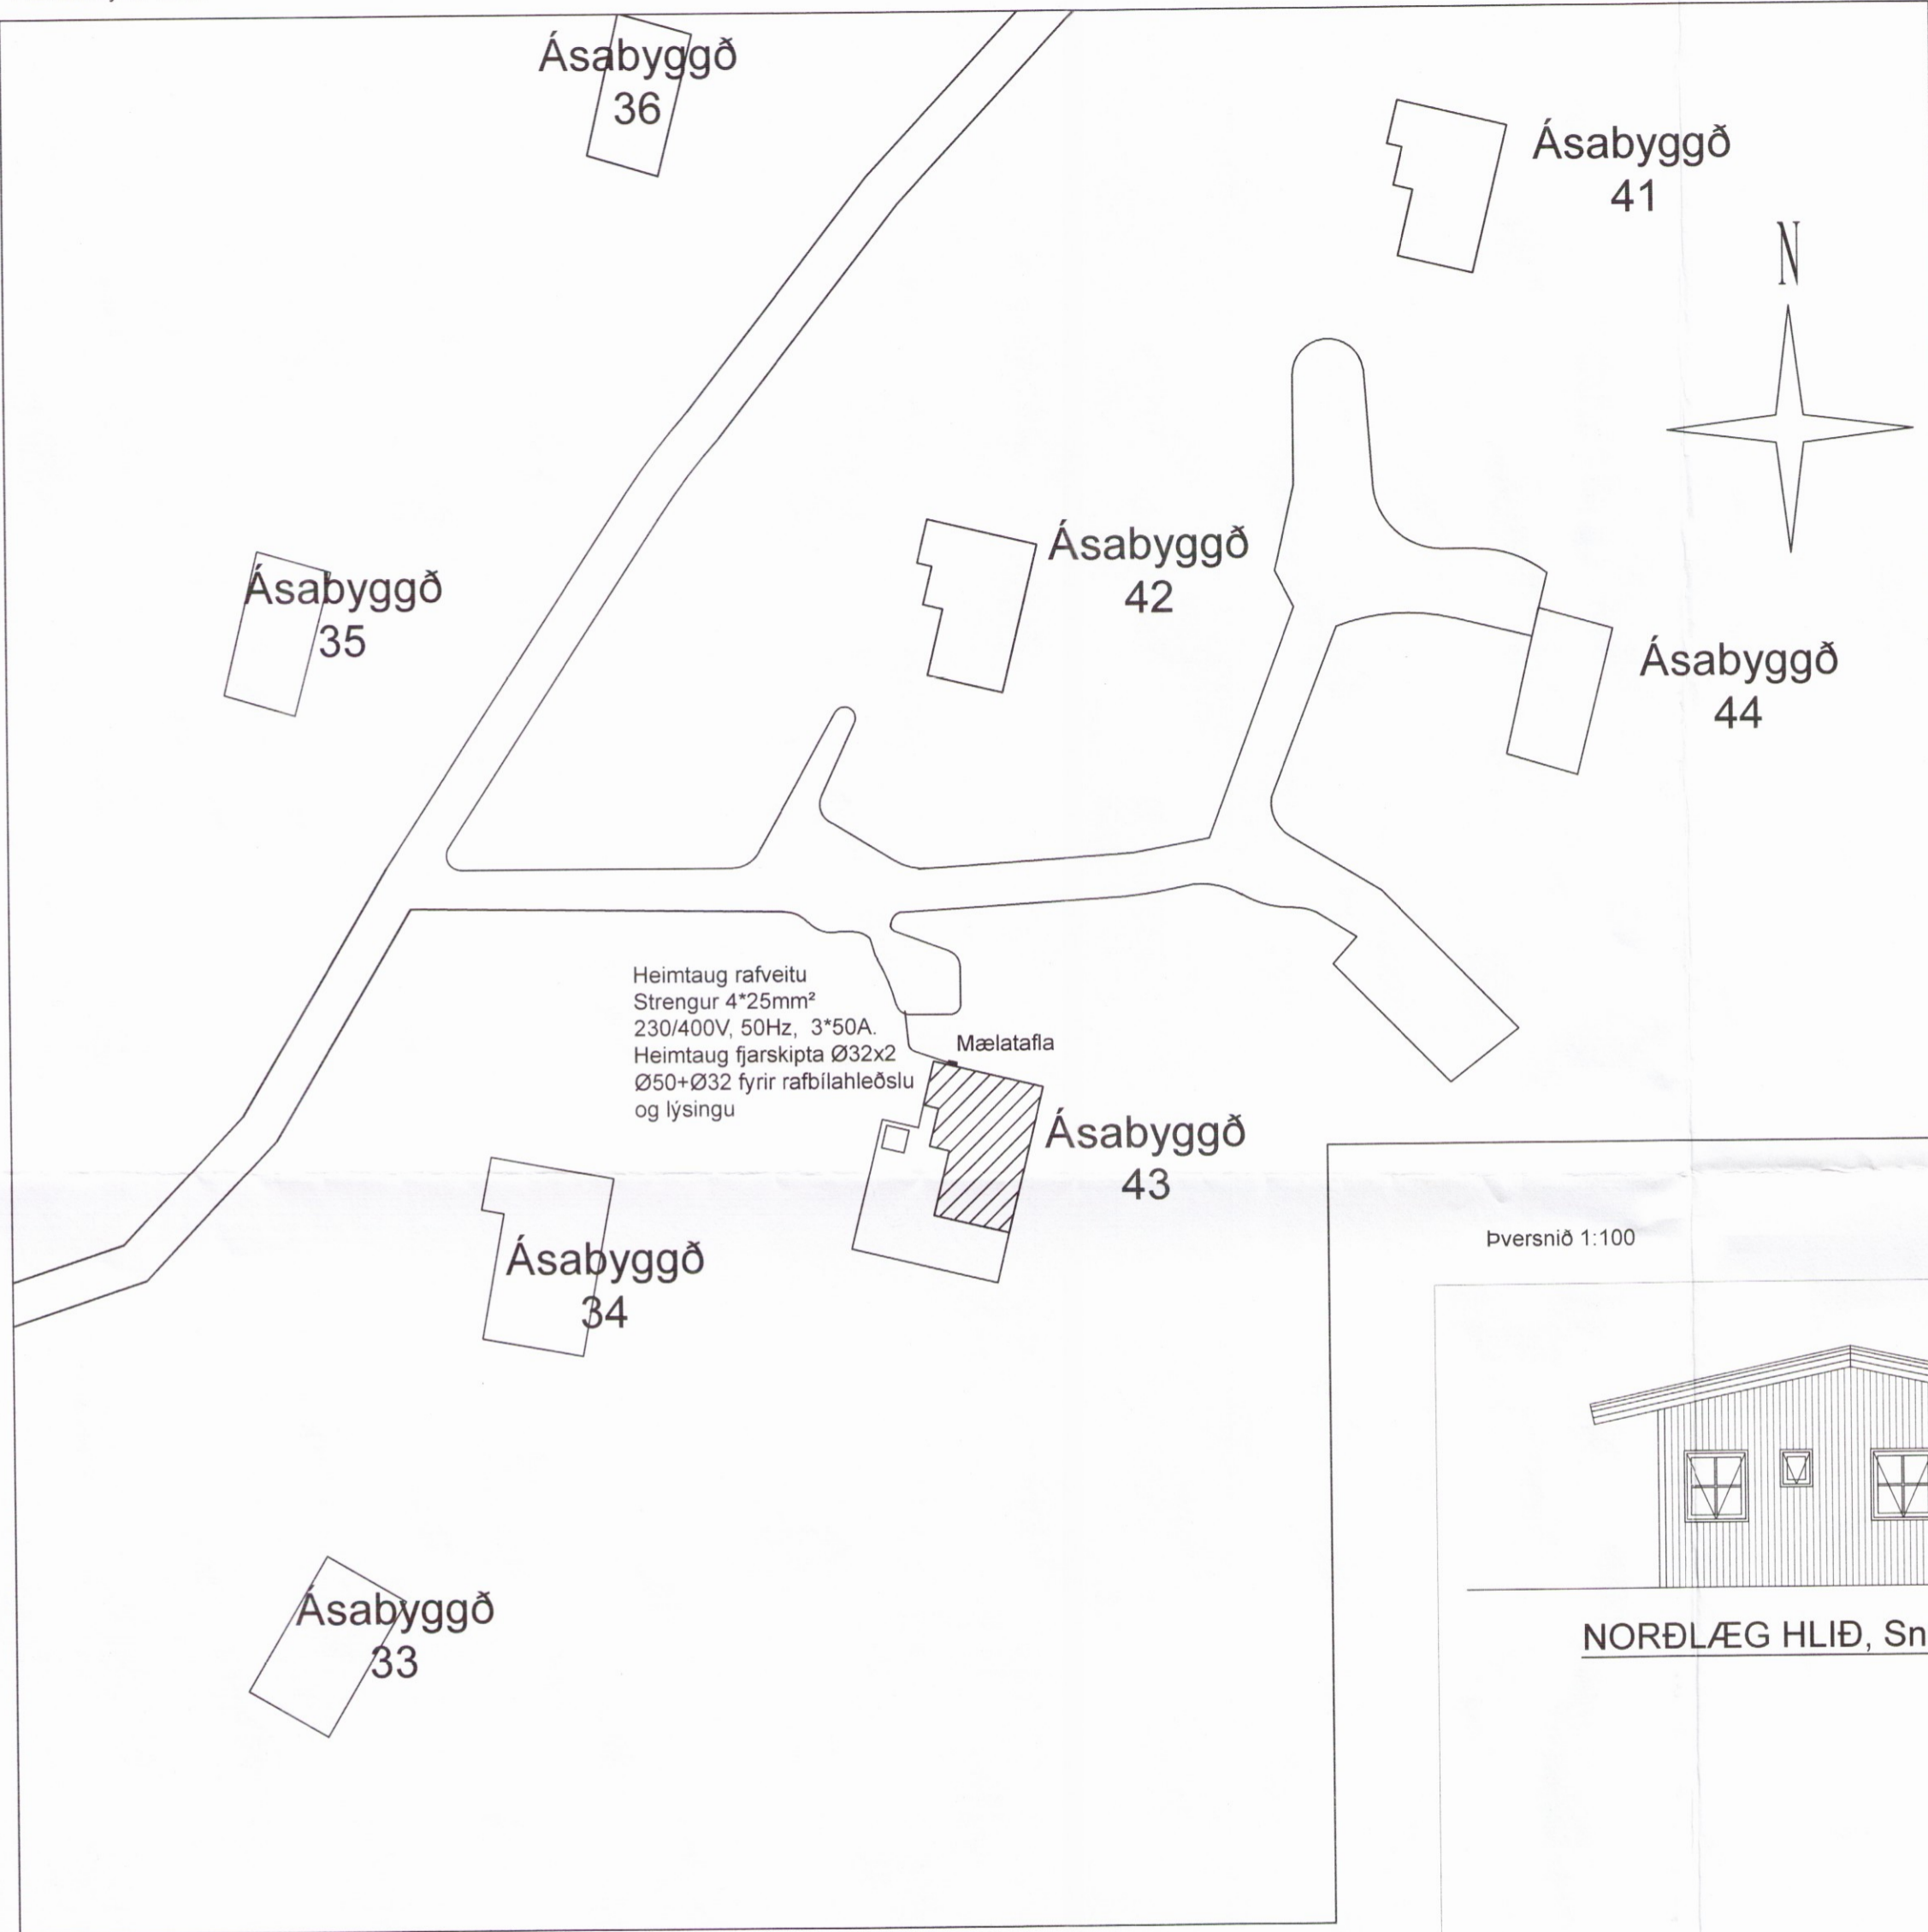 Ásabyggð
36
Ásabyggð
41
N
Ásabyggð
42
Ásabyggð
35
Ásabyggð
44
Heimtaug rafveitu
Strengur 4*25mm²
230/400V, 50Hz, 3*50A.
Heimtaug fjarskipta Ø32x2
Ø50+Ø32 fyrir rafbílahleðslu
og lýsingu
Mælatafla
Ásabyggð
43
Ásabyggð
34
Þversnið 1:100
Ásabyggð
33
NORÐLÆG HLIÐ, Sn